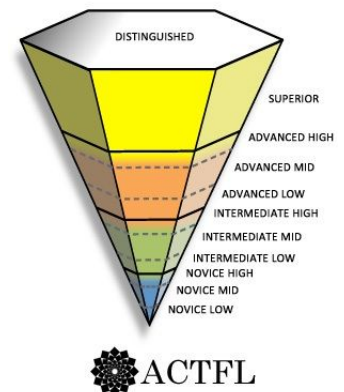 DISTINGUISHED
SUPERIOR
ADVANCED HIGH
ADVANCED MID
ADVANCED LOW
INTERMEDIATE HIGH
INTERMEDIATE MID
INTERMEDIATE LOW
NOVICE HIGH
NOVICE MID
NOVICE LOW
ACTFL